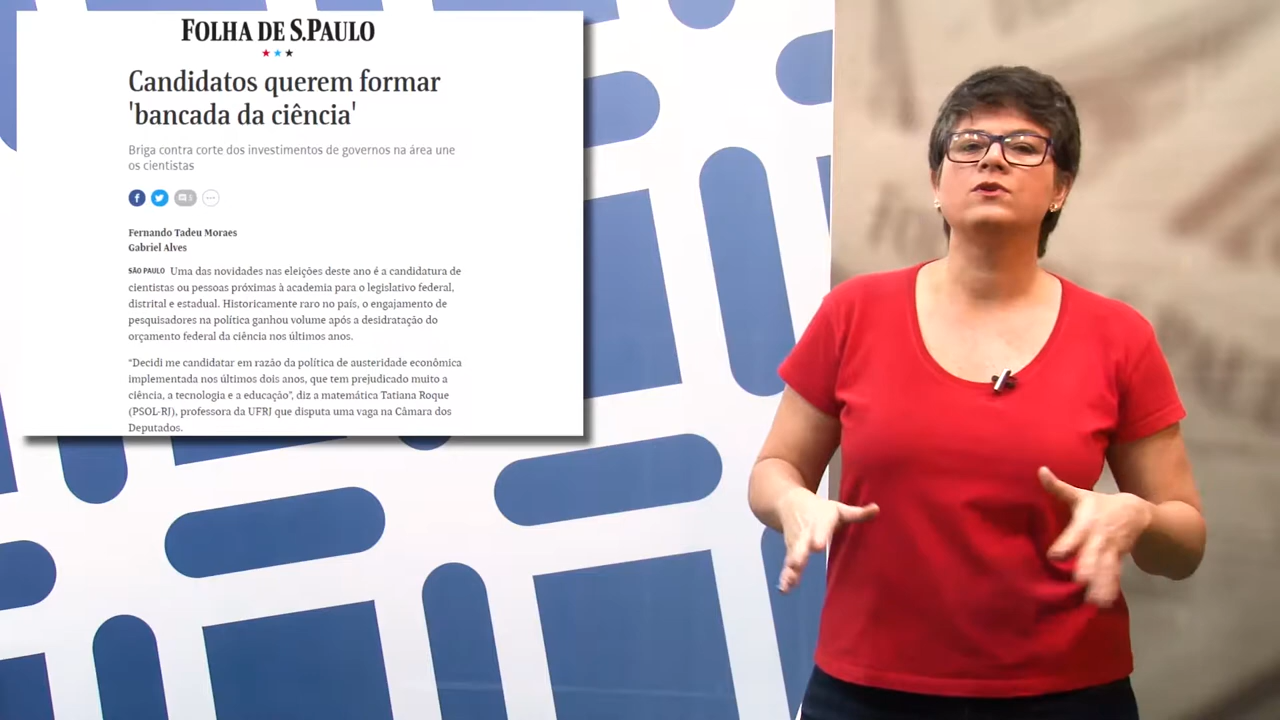 FOLHA DE S.PAULO
Candidatos querem formar
'bancada da ciência'
Briga contra corte dos investimentos de governos na área une
os cientistas
Fernando Tadeu Moraes
Gabriel Alves
SÃO PAULO Uma das novidades nas eleições deste ano é a candidatura de
cientistas ou pessoas próximas à academia para o legislativo federal,
distrital e estadual. Historicamente raro no país, o engajamento de
pesquisadores na política ganhou volume após a desidratação do
orçamento federal da ciência nos últimos anos.
“Decidi me candidatar em razão da política de austeridade econômica
implementada nos últimos dois anos, que tem prejudicado muito a
ciência, a tecnologia e a educação”, diz a matemática Tatiana Roque
(PSOL-RJ), professora da UFRJ que disputa uma vaga na Câmara dos
Deputados.